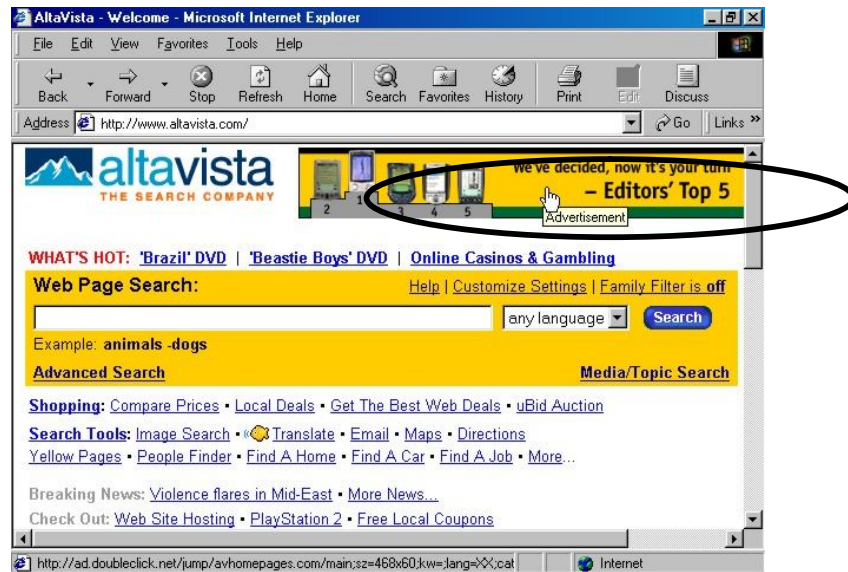 AltaVista - Welcome - Microsoft Internet Explorer
File Edit View Favorites Tools Help
Back Forward Stop Refresh Home Search Favorites History Print Edit Discuss
Address http://www.altavista.com/ Go Links »
altavista
THE SEARCH COMPANY
2 1 3 4 5
We've decided, now it's your turn
– Editors' Top 5
Advertisement
WHAT'S HOT: 'Brazil' DVD | 'Beastie Boys' DVD | Online Casinos & Gambling
Web Page Search: Help | Customize Settings | Family Filter is off
any language Search
Example: animals -dogs
Advanced Search Media/Topic Search
Shopping: Compare Prices • Local Deals • Get The Best Web Deals • uBid Auction
Search Tools: Image Search • Translate • Email • Maps • Directions
Yellow Pages • People Finder • Find A Home • Find A Car • Find A Job • More...
Breaking News: Violence flares in Mid-East • More News...
Check Out: Web Site Hosting • PlayStation 2 • Free Local Coupons
http://ad.doubleclick.net/jump/avhomepages.com/main;sz=468x60;kw=;lang=XX;cat Internet